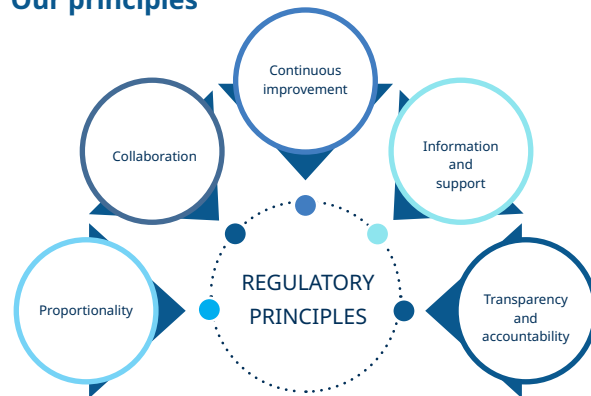 Our principles
Continuous
improvement
Collaboration
Information
and
support
REGULATORY
PRINCIPLES
Proportionality
Transparency
and
accountability